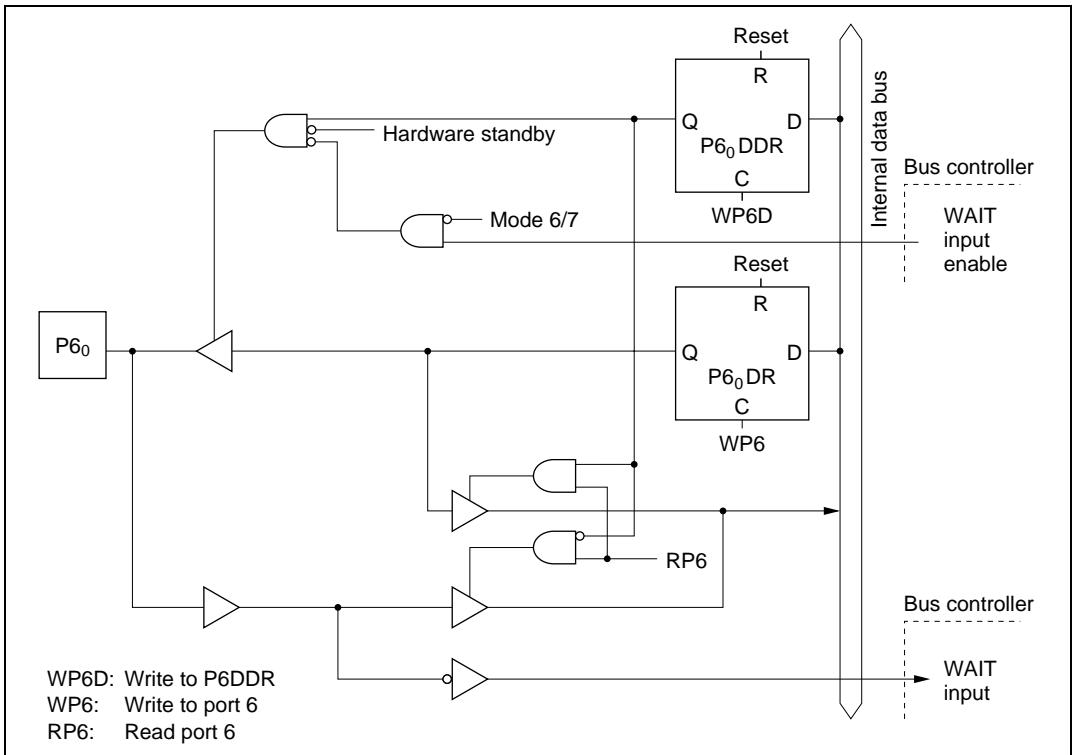 Reset
R
Q
D
P6₀ DDR
C
WP6D
Hardware standby
Internal data bus
Bus controller
WAIT
input
enable
Mode 6/7
Reset
R
P6₀
Q
D
P6₀ DR
C
WP6
RP6
Bus controller
WAIT
input
WP6D: Write to P6DDR
WP6: Write to port 6
RP6: Read port 6